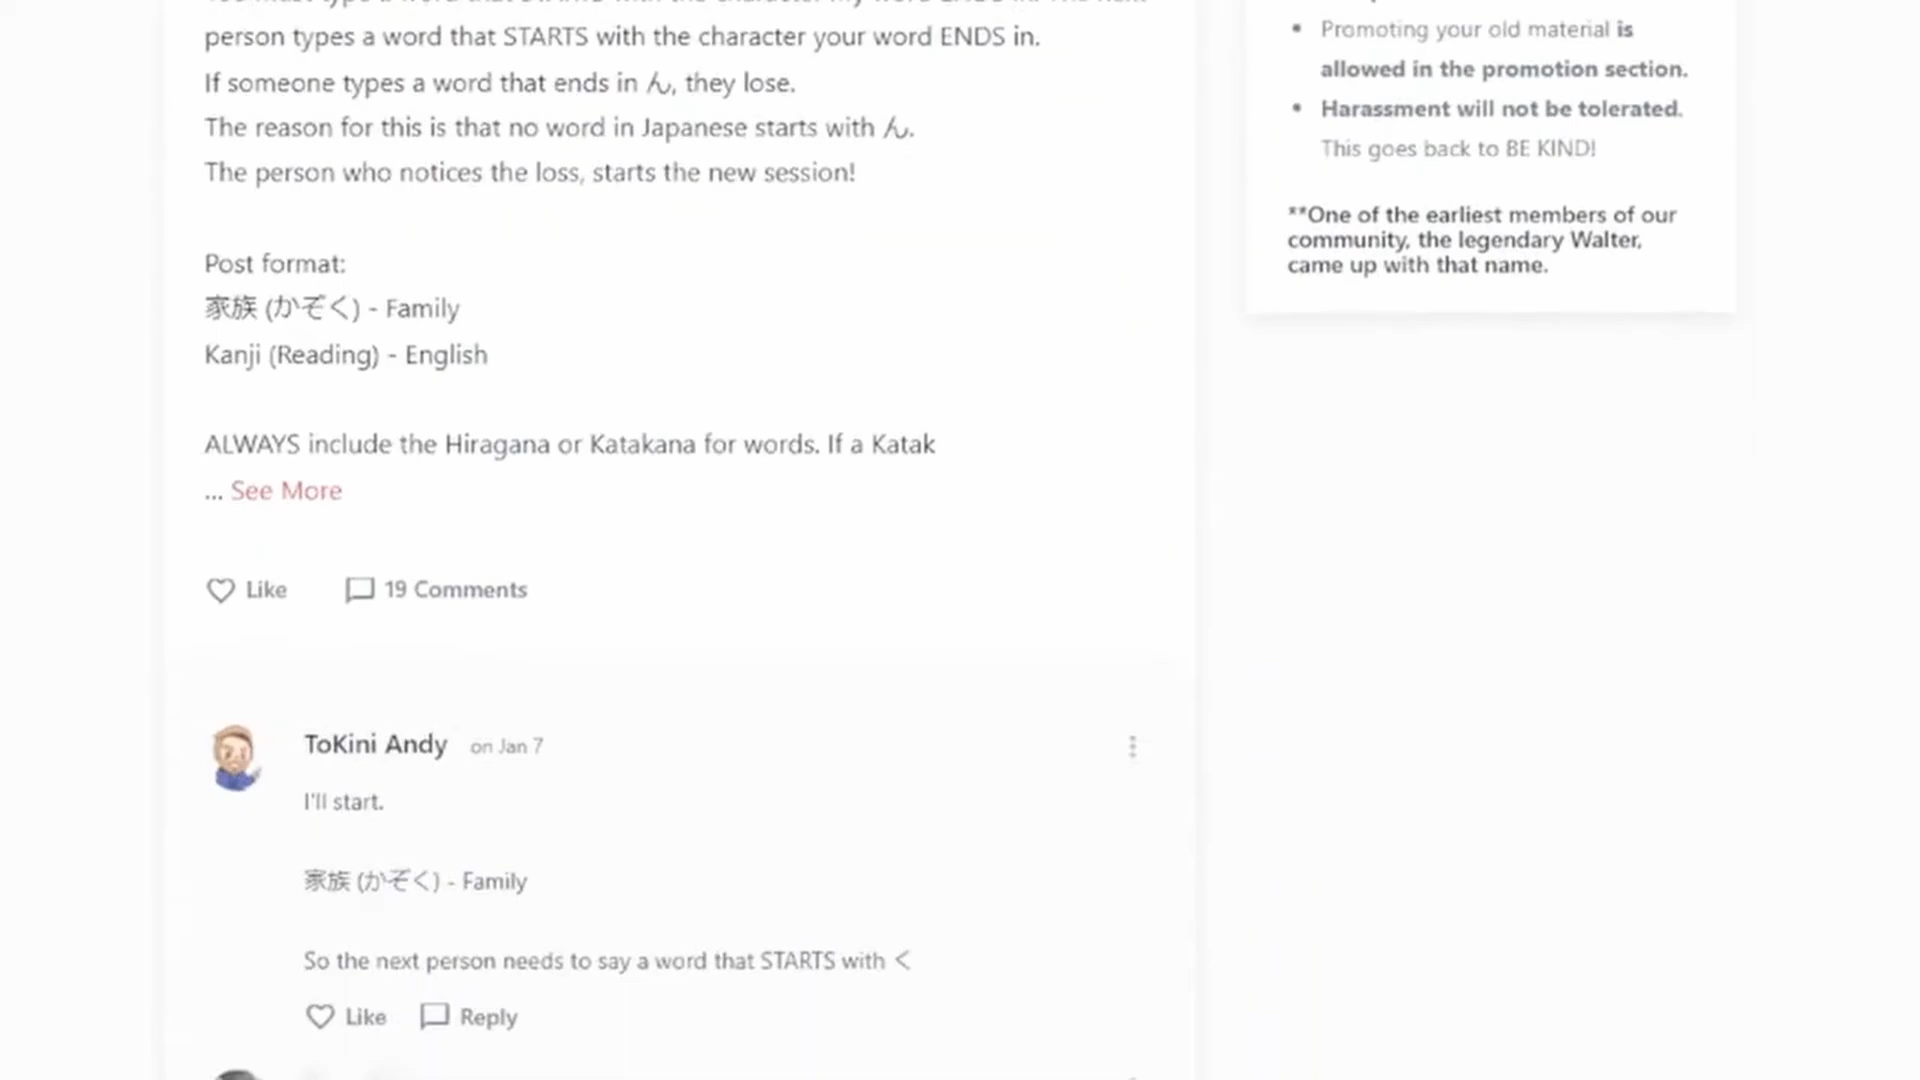 person types a word that STARTS with the character your word ENDS in.
If someone types a word that ends in ん, they lose.
The reason for this is that no word in Japanese starts with ん.
The person who notices the loss, starts the new session!
Post format:
家族 (かぞく) - Family
Kanji (Reading) - English
ALWAYS include the Hiragana or Katakana for words. If a Katak
... See More
Like
19 Comments
ToKini Andy on Jan 7
I'll start.
家族 (かぞく) - Family
So the next person needs to say a word that STARTS with く
Like
Reply
• Promoting your old material is
allowed in the promotion section.
• Harassment will not be tolerated.
This goes back to BE KIND!
**One of the earliest members of our
community, the legendary Walter,
came up with that name.